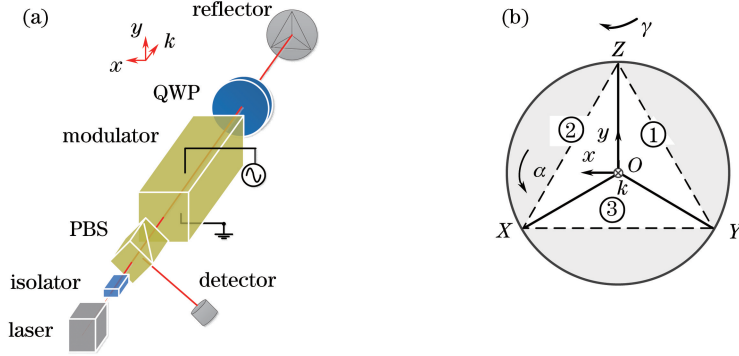 (a)
reflector
y
k
x
QWP
modulator
PBS
isolator
detector
laser
(b)
γ
Z
②
①
y
α
x
O
k
③
X
Y